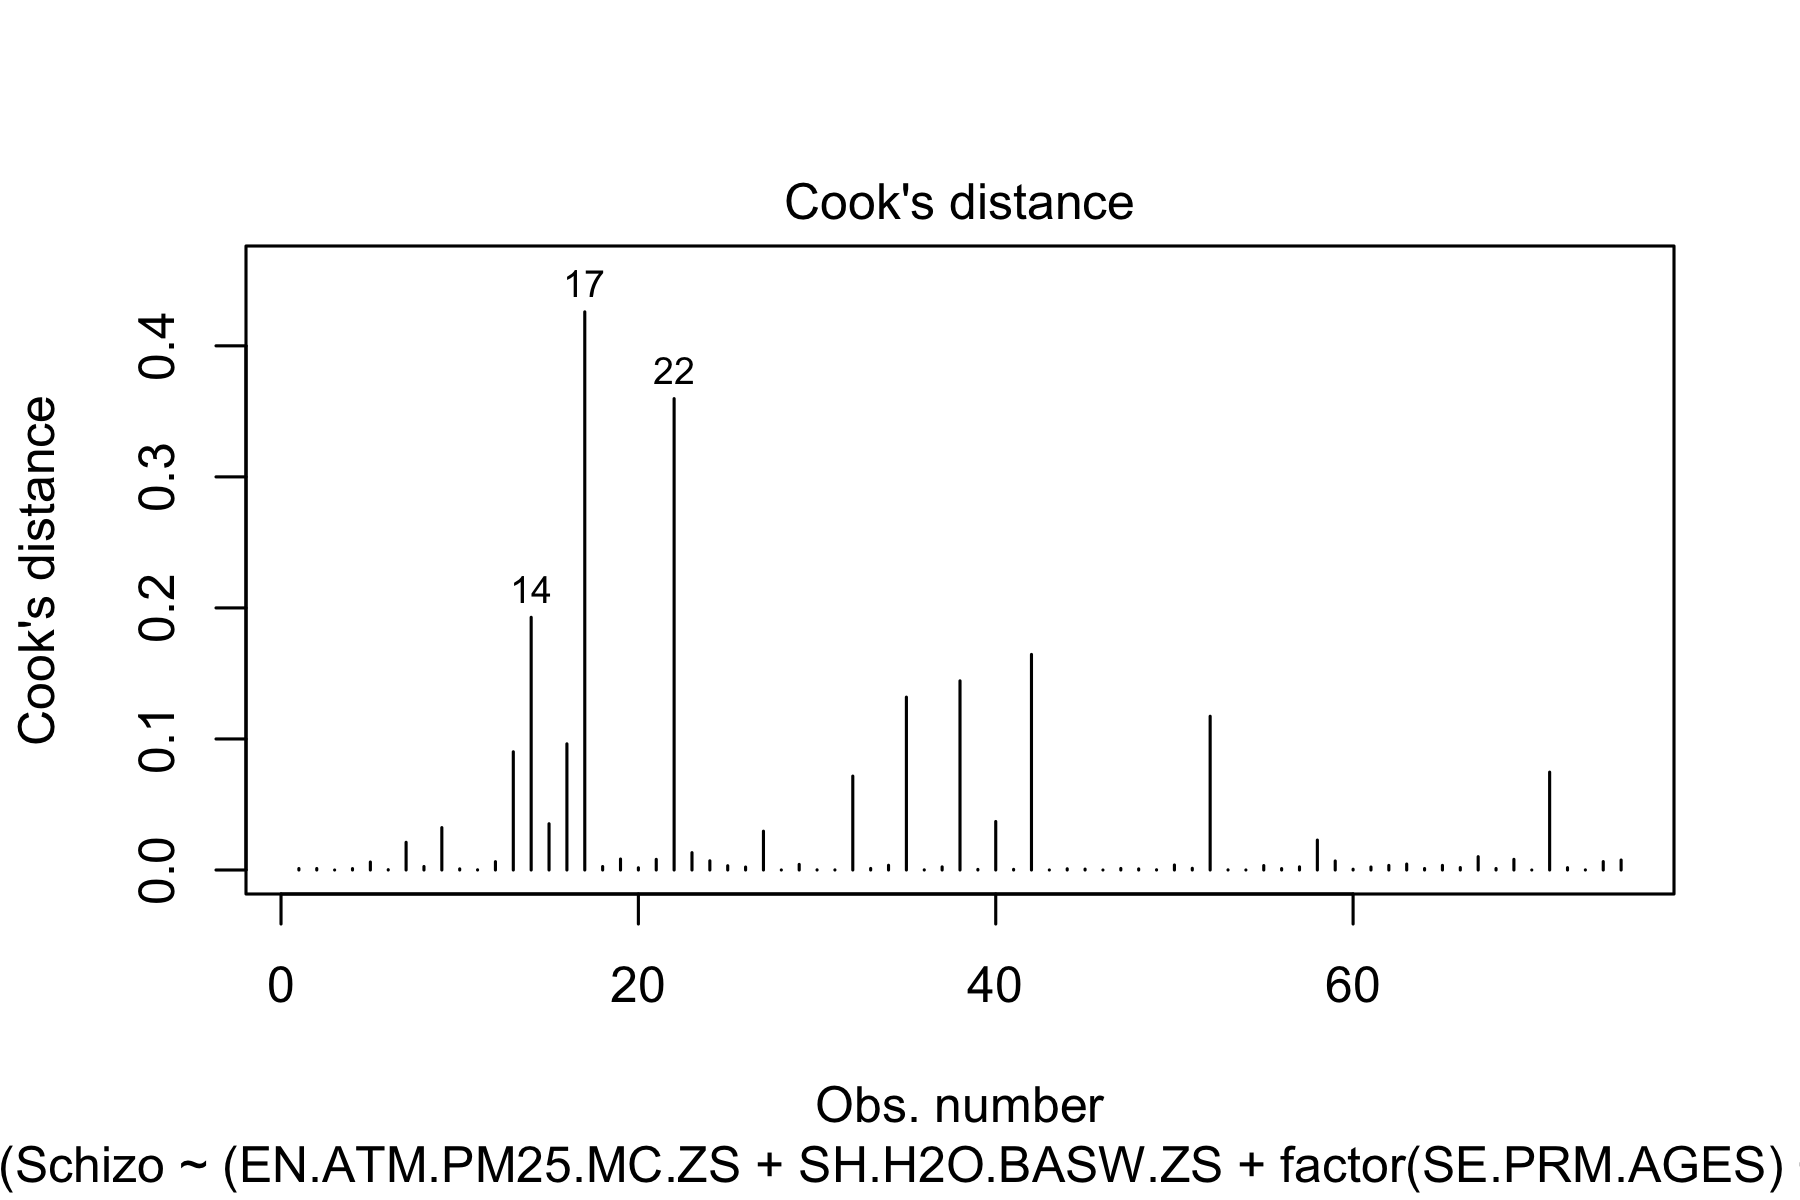 Cook's distance
17
22
14
0.4
0.3
0.2
0.1
0.0
Cook's distance
0 20 40 60
Obs. number
(Schizo ~ (EN.ATM.PM25.MC.ZS + SH.H2O.BASW.ZS + factor(SE.PRM.AGES)